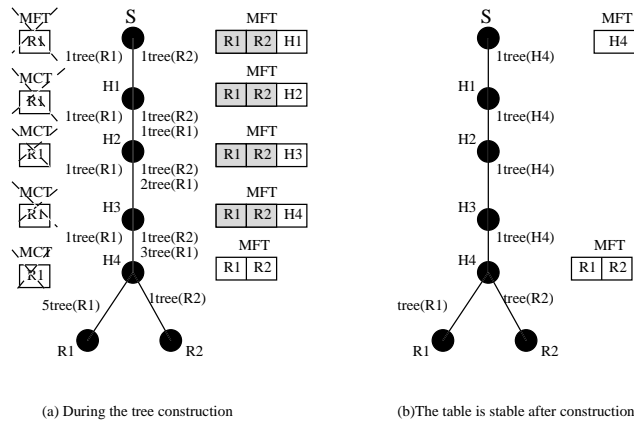 MFT
R1
S
MFT
R1 R2 H1
1tree(R1)
1tree(R2)
MCT
R1
H1
MFT
R1 R2 H2
1tree(R1)
1tree(R2)
1tree(R1)
MCT
R1
H2
MFT
R1 R2 H3
1tree(R1)
1tree(R2)
2tree(R1)
MCT
R1
H3
MFT
R1 R2 H4
1tree(R1)
1tree(R2)
3tree(R1)
MCT
R1
H4
MFT
R1 R2
5tree(R1)
1tree(R2)
R1
R2
(a) During the tree construction
S
MFT
H4
1tree(H4)
H1
1tree(H4)
H2
1tree(H4)
H3
1tree(H4)
H4
MFT
R1 R2
tree(R1)
tree(R2)
R1
R2
(b)The table is stable after construction